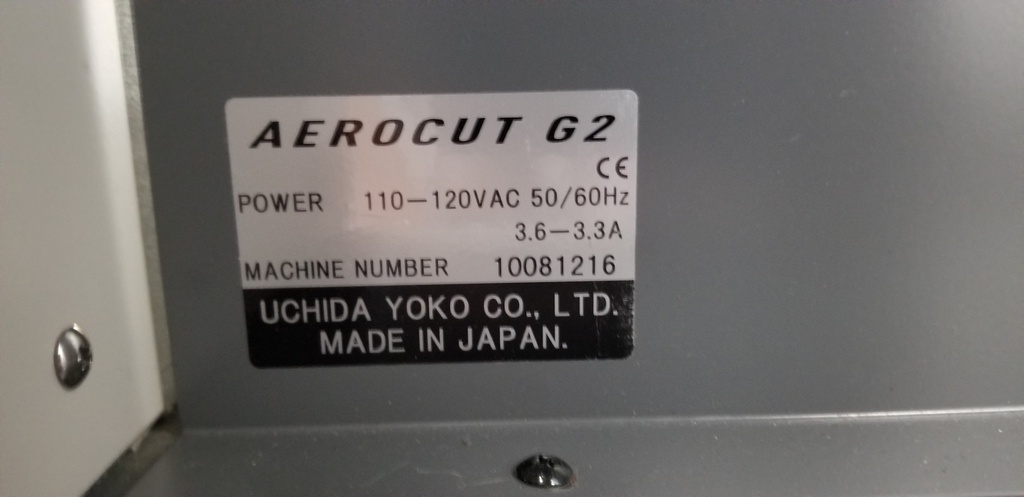 AEROCUT G2
CE
POWER 110-120VAC 50/60Hz
3.6-3.3A
MACHINE NUMBER 10081216
UCHIDA YOKO CO., LTD.
MADE IN JAPAN.